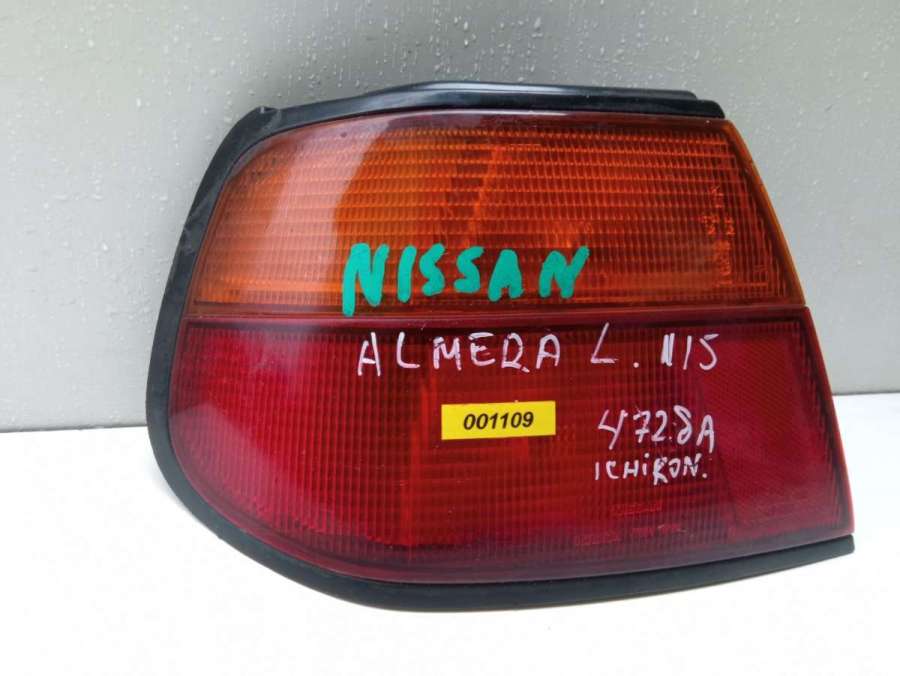 NISSAN
ALMERA L. N15
001109
4728A
ICHIRON.